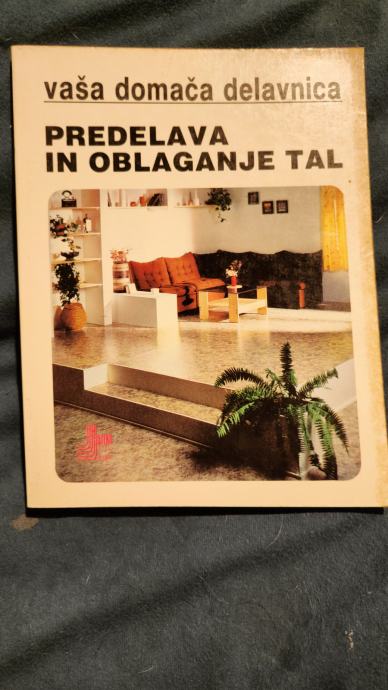 vaša domača delavnica
PREDELAVA
IN OBLAGANJE TAL